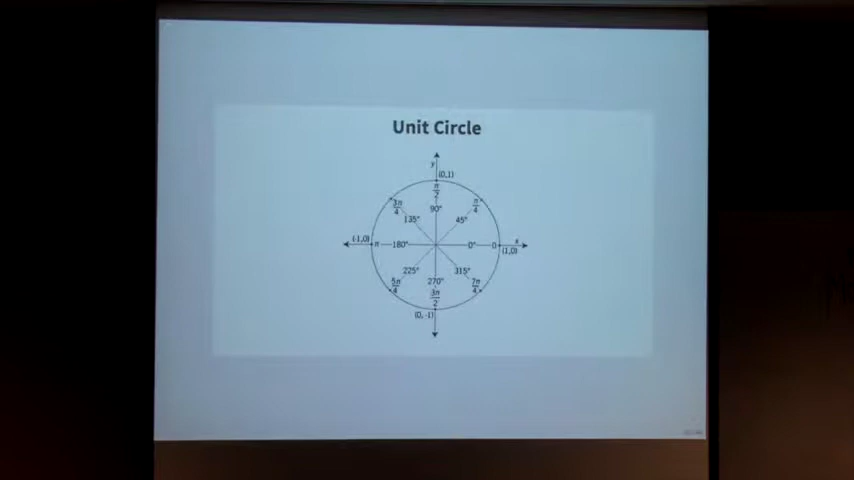 Unit Circle
y
(0,1)
π/2
3π/4
π/4
90°
135°
45°
(-1,0)
π
180°
0°
0
x
(1,0)
225°
315°
270°
5π/4
7π/4
3π/2
(0, -1)